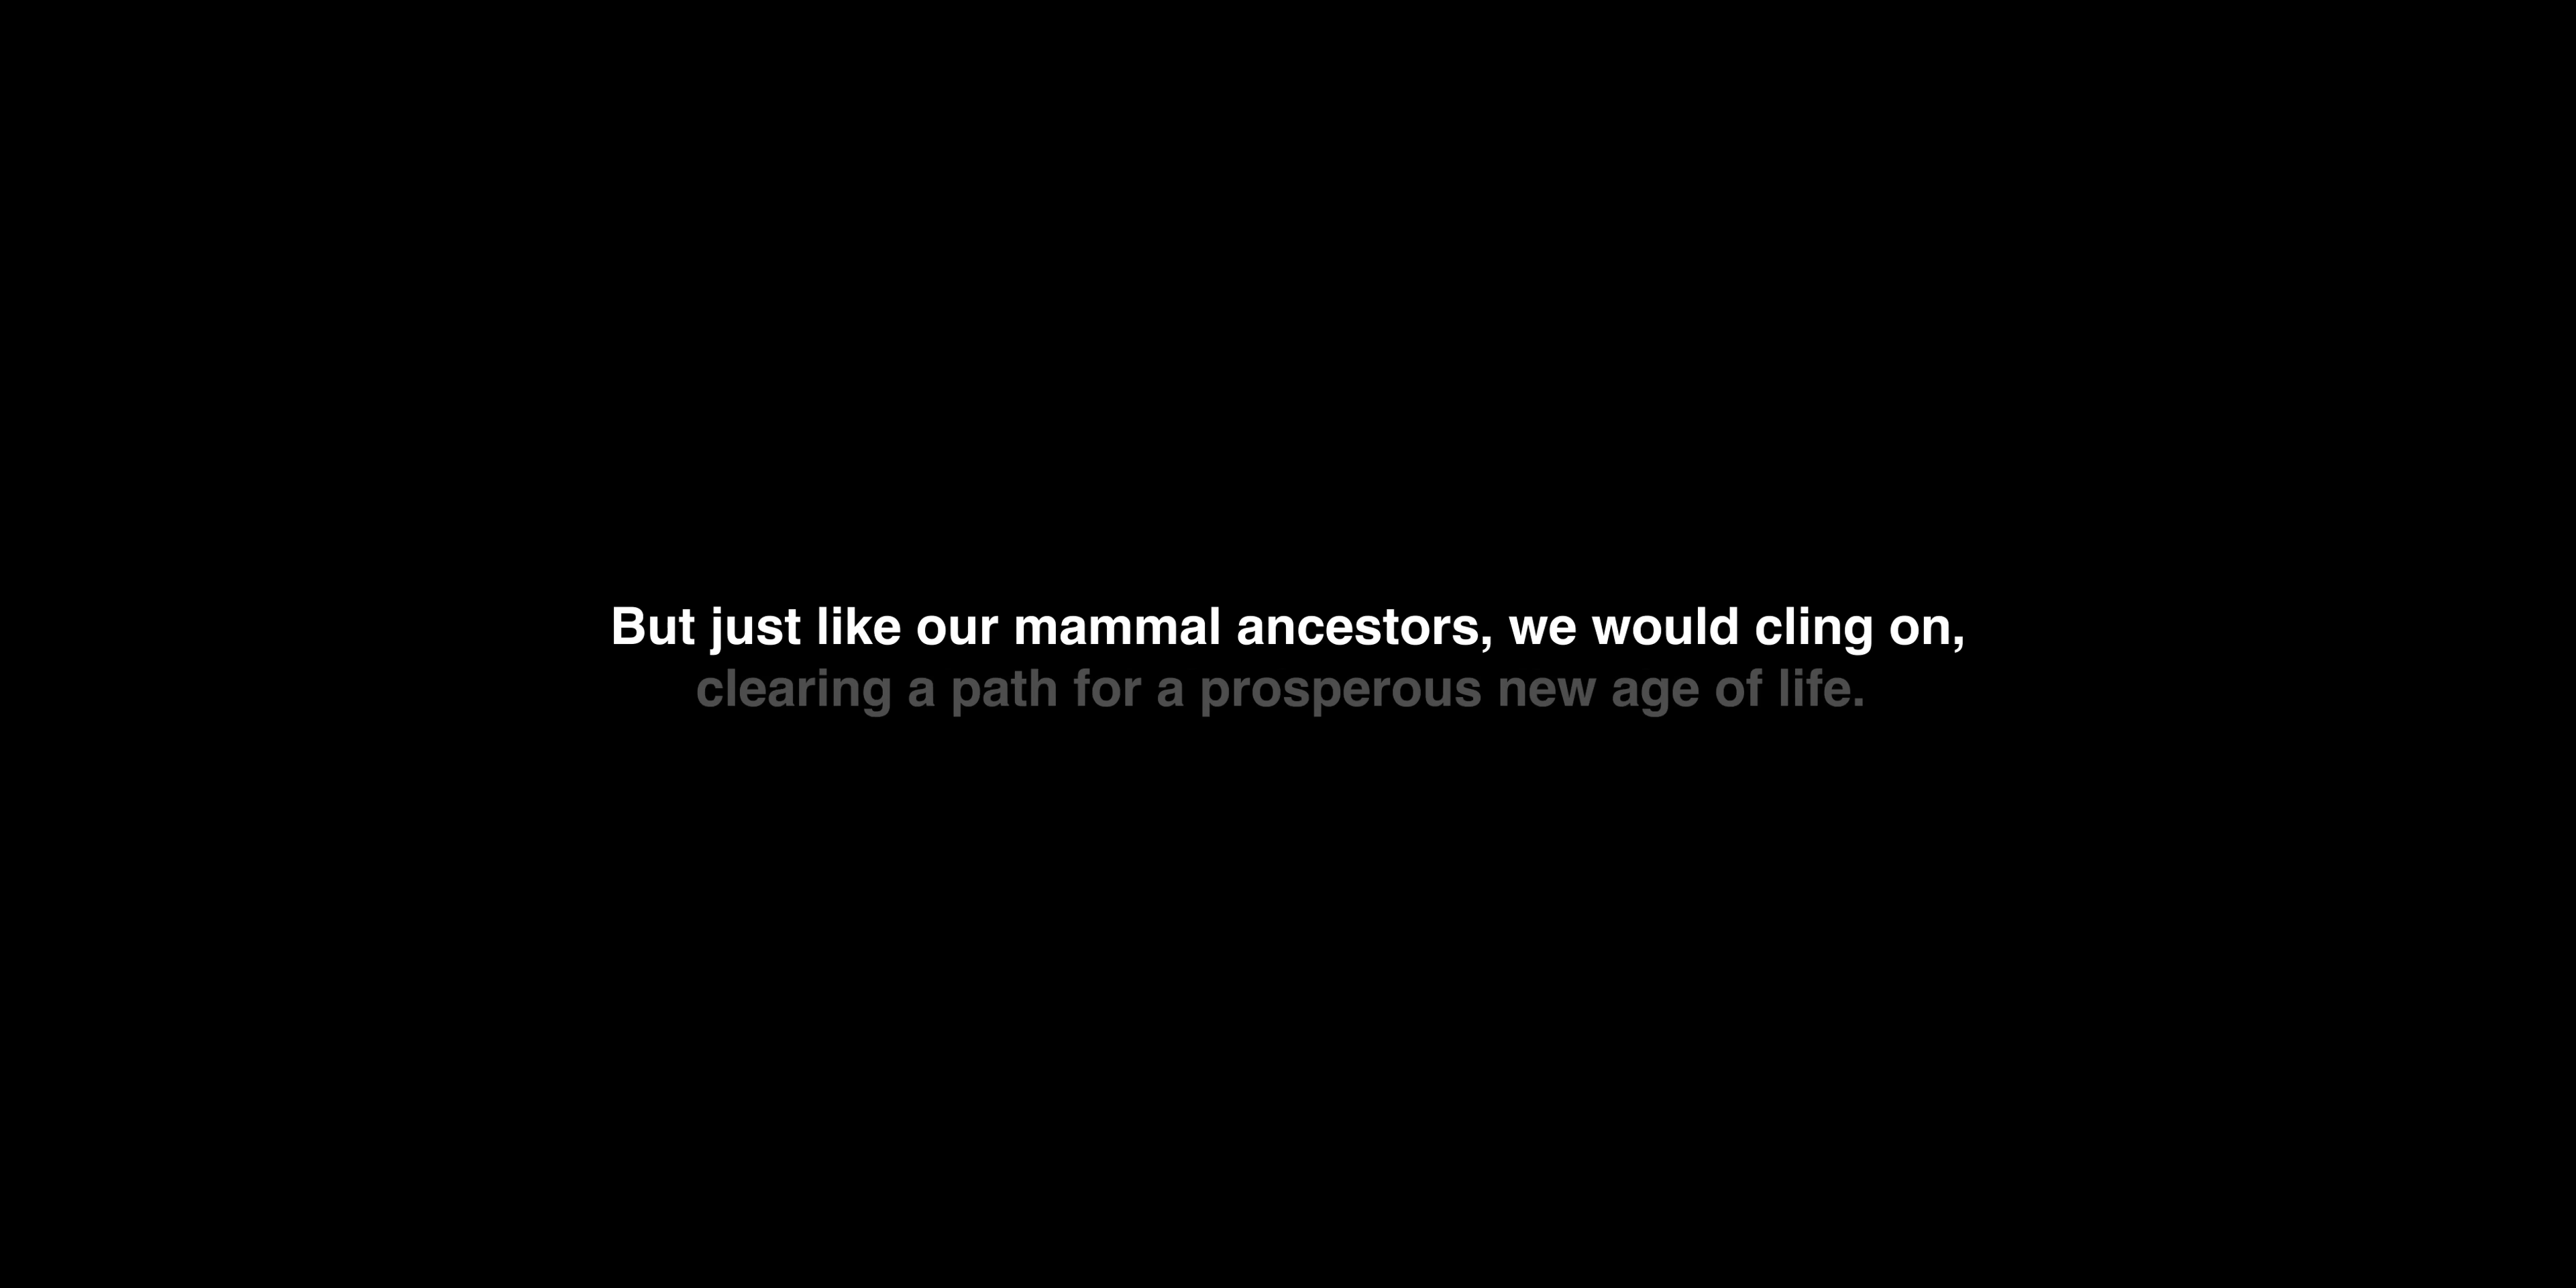 But just like our mammal ancestors, we would cling on,
clearing a path for a prosperous new age of life.